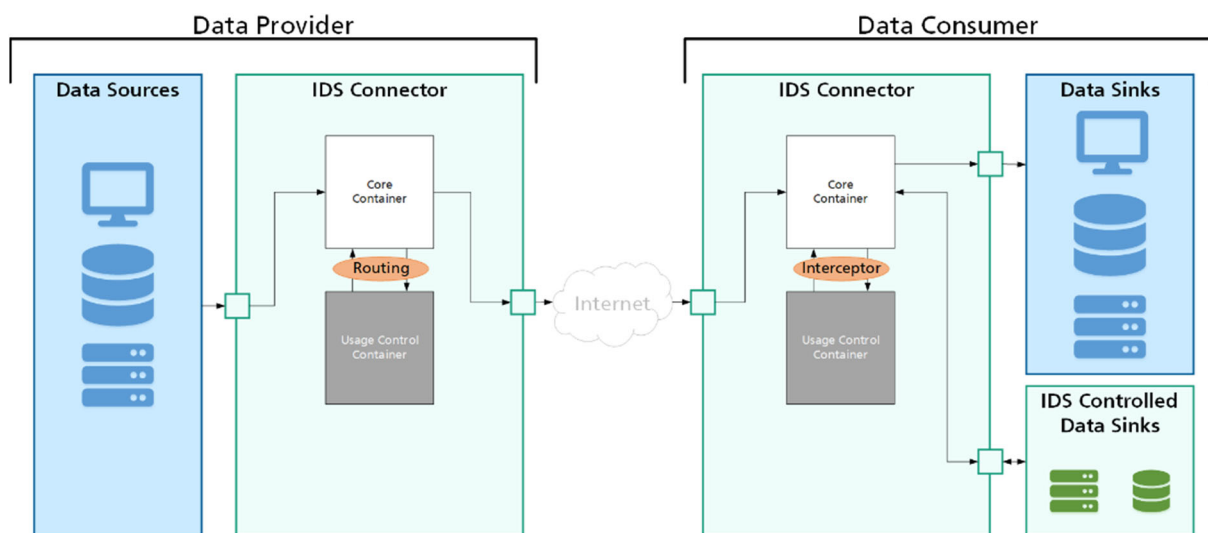 Data Provider
Data Consumer
Data Sources
IDS Connector
IDS Connector
Data Sinks
Core
Container
Core
Container
Routing
Interceptor
Internet
Usage Control
Container
Usage Control
Container
IDS Controlled
Data Sinks